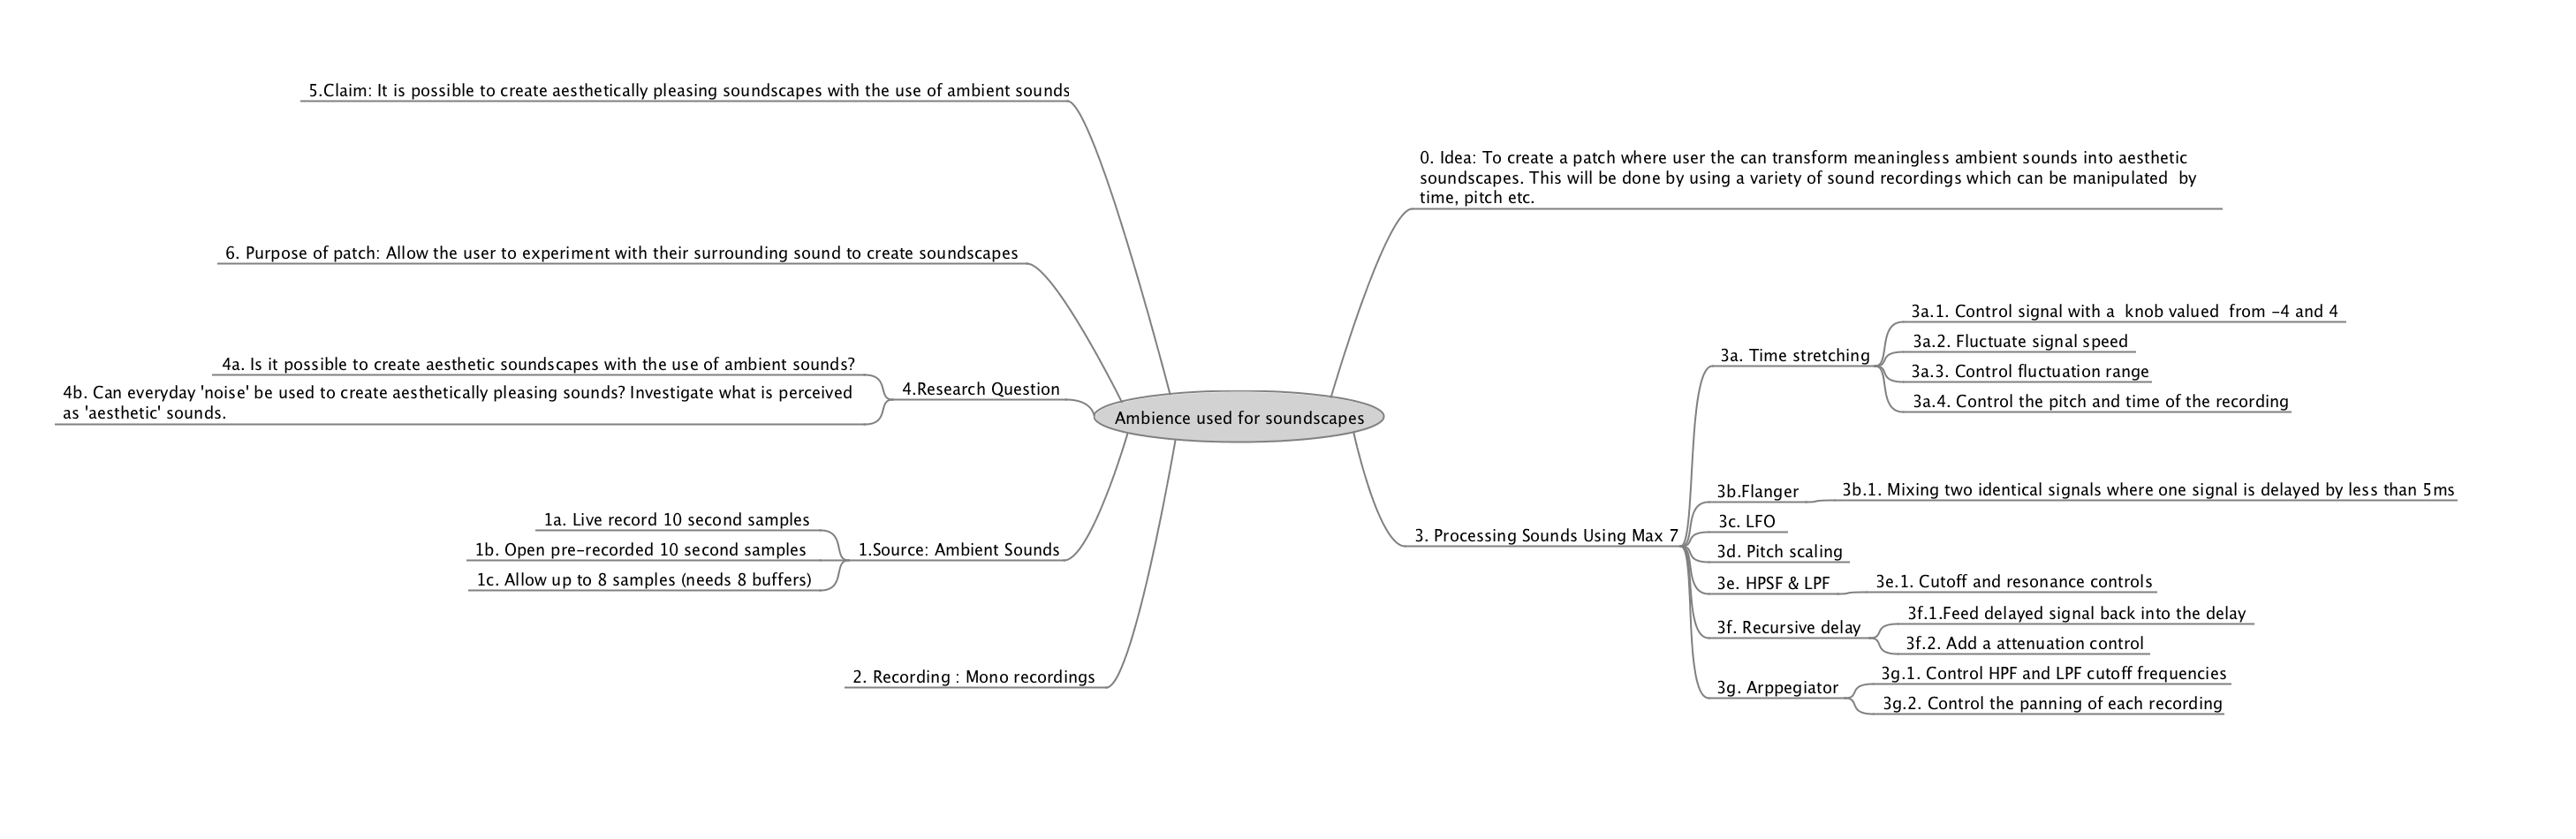 5.Claim: It is possible to create aesthetically pleasing soundscapes with the use of ambient sounds
6. Purpose of patch: Allow the user to experiment with their surrounding sound to create soundscapes
4a. Is it possible to create aesthetic soundscapes with the use of ambient sounds?
4b. Can everyday 'noise' be used to create aesthetically pleasing sounds? Investigate what is perceived
as 'aesthetic' sounds.
4.Research Question
1a. Live record 10 second samples
1b. Open pre-recorded 10 second samples
1c. Allow up to 8 samples (needs 8 buffers)
1.Source: Ambient Sounds
2. Recording : Mono recordings
Ambience used for soundscapes
0. Idea: To create a patch where user the can transform meaningless ambient sounds into aesthetic
soundscapes. This will be done by using a variety of sound recordings which can be manipulated  by
time, pitch etc.
3. Processing Sounds Using Max 7
3a. Time stretching
3a.1. Control signal with a  knob valued  from -4 and 4
3a.2. Fluctuate signal speed
3a.3. Control fluctuation range
3a.4. Control the pitch and time of the recording
3b.Flanger
3b.1. Mixing two identical signals where one signal is delayed by less than 5ms
3c. LFO
3d. Pitch scaling
3e. HPSF & LPF
3e.1. Cutoff and resonance controls
3f. Recursive delay
3f.1.Feed delayed signal back into the delay
3f.2. Add a attenuation control
3g. Arppegiator
3g.1. Control HPF and LPF cutoff frequencies
3g.2. Control the panning of each recording